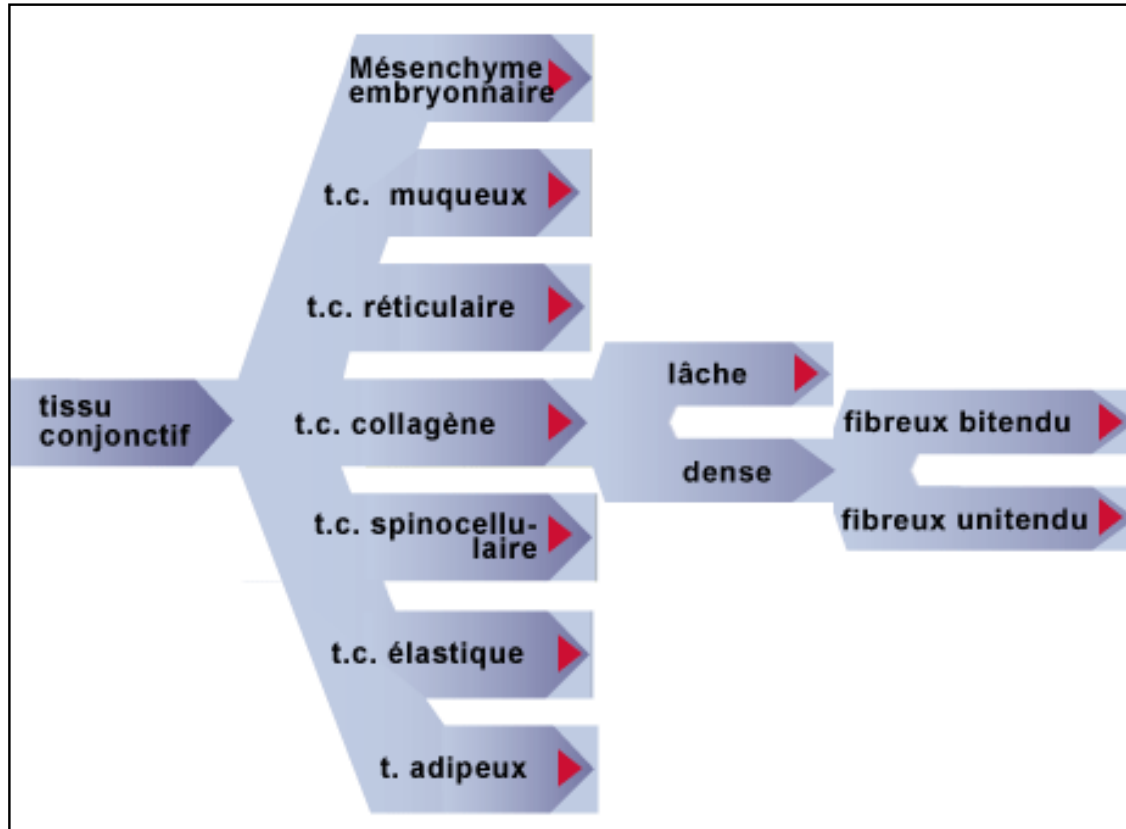 Mésenchyme
embryonnaire
t.c. muqueux
t.c. réticulaire
tissu
conjonctif
t.c. collagène
lâche
dense
fibreux bitendu
fibreux unitendu
t.c. spinocellu-
laire
t.c. élastique
t. adipeux